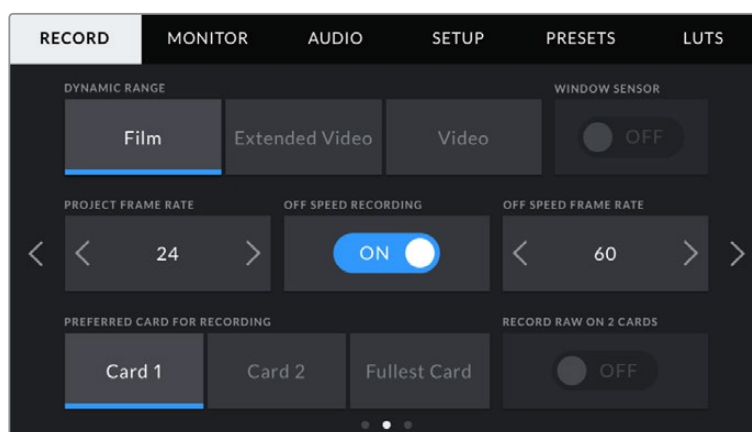 RECORD MONITOR AUDIO SETUP PRESETS LUTS
DYNAMIC RANGE WINDOW SENSOR
Film Extended Video Video OFF
PROJECT FRAME RATE OFF SPEED RECORDING OFF SPEED FRAME RATE
24 ON 60
PREFERRED CARD FOR RECORDING RECORD RAW ON 2 CARDS
Card 1 Card 2 Fullest Card OFF